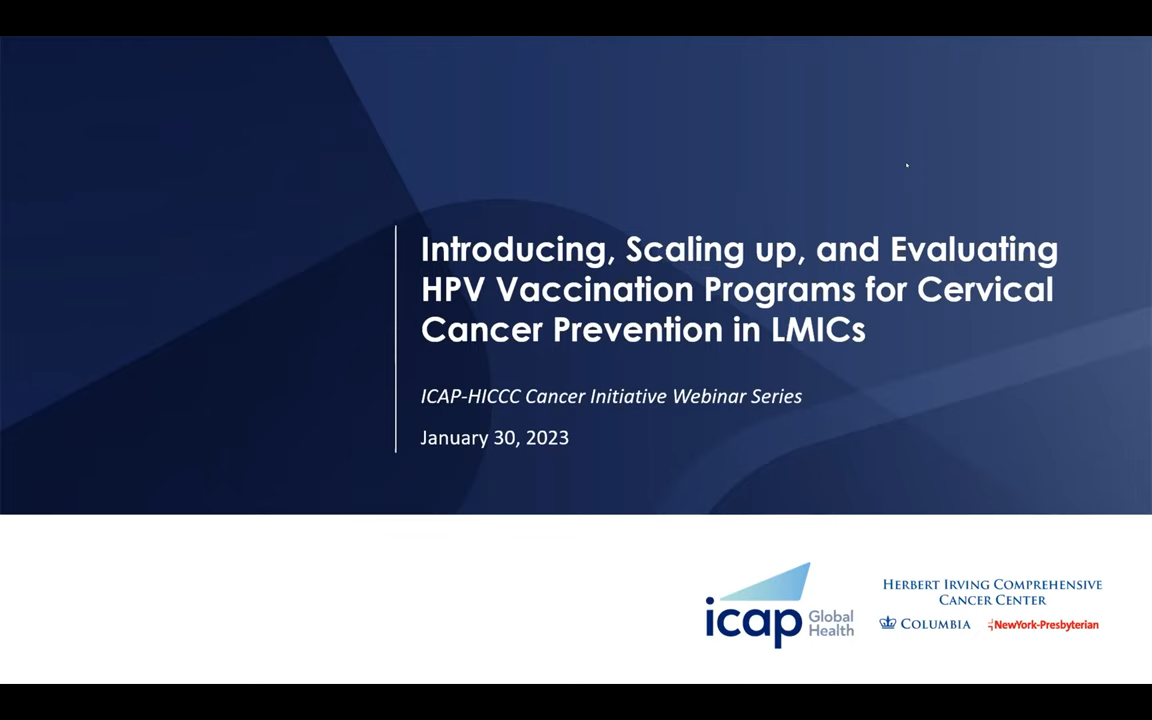 Introducing, Scaling up, and Evaluating
HPV Vaccination Programs for Cervical
Cancer Prevention in LMICs
ICAP-HICCC Cancer Initiative Webinar Series
January 30, 2023
icap Global
Health
HERBERT IRVING COMPREHENSIVE
CANCER CENTER
COLUMBIA NewYork-Presbyterian